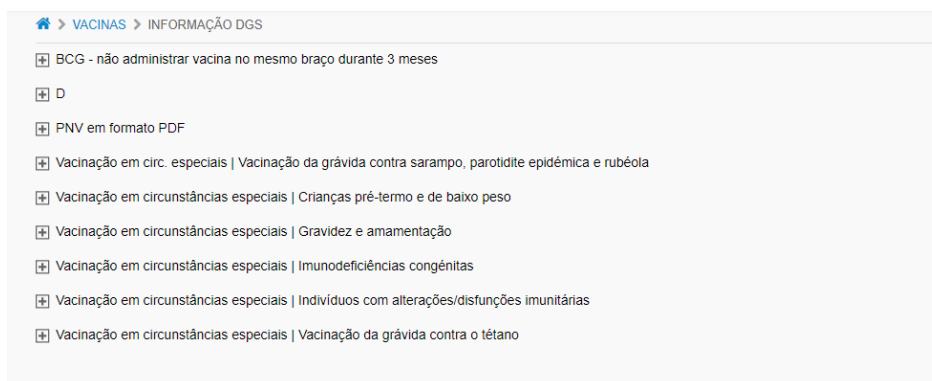 VACINAS > INFORMAÇÃO DGS
BCG - não administrar vacina no mesmo braço durante 3 meses
D
PNV em formato PDF
Vacinação em circ. especiais | Vacinação da grávida contra sarampo, parotidite epidémica e rubéola
Vacinação em circunstâncias especiais | Crianças pré-termo e de baixo peso
Vacinação em circunstâncias especiais | Gravidez e amamentação
Vacinação em circunstâncias especiais | Imunodeficiências congénitas
Vacinação em circunstâncias especiais | Indivíduos com alterações/disfunções imunitárias
Vacinação em circunstâncias especiais | Vacinação da grávida contra o tétano